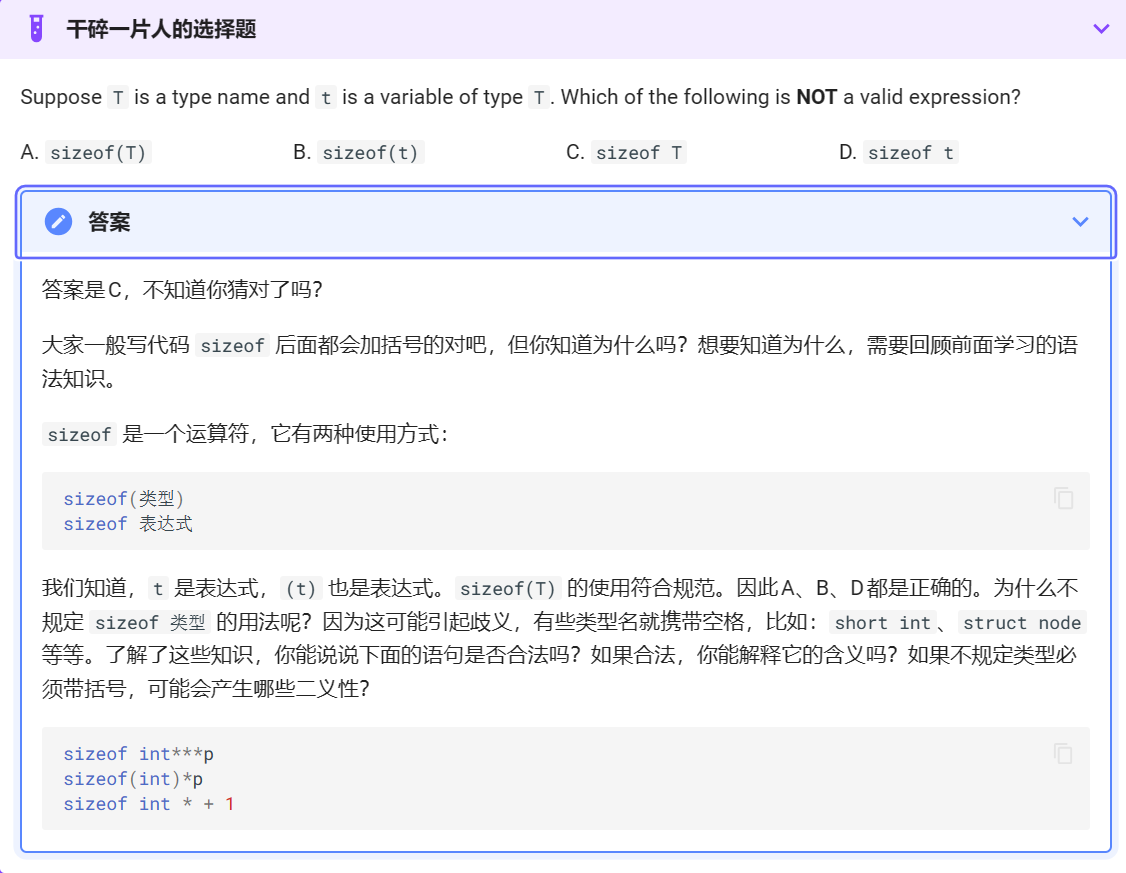 干碎一片人的选择题
Suppose T is a type name and t is a variable of type T. Which of the following is NOT a valid expression?
A. sizeof(T) B. sizeof(t) C. sizeof T D. sizeof t
答案
答案是C，不知道你猜对了吗？
大家一般写代码 sizeof 后面都会加括号的对吧，但你知道为什么吗？想要知道为什么，需要回顾前面学习的语
法知识。
sizeof 是一个运算符，它有两种使用方式：
sizeof(类型)
sizeof 表达式
我们知道，t 是表达式，(t) 也是表达式。sizeof(T) 的使用符合规范。因此A、B、D都是正确的。为什么不
规定 sizeof 类型 的用法呢？因为这可能引起歧义，有些类型名就携带空格，比如：short int、struct node
等等。了解了这些知识，你能说说下面的语句是否合法吗？如果合法，你能解释它的含义吗？如果不规定类型必
须带括号，可能会产生哪些二义性？
sizeof int***p
sizeof(int)*p
sizeof int * + 1